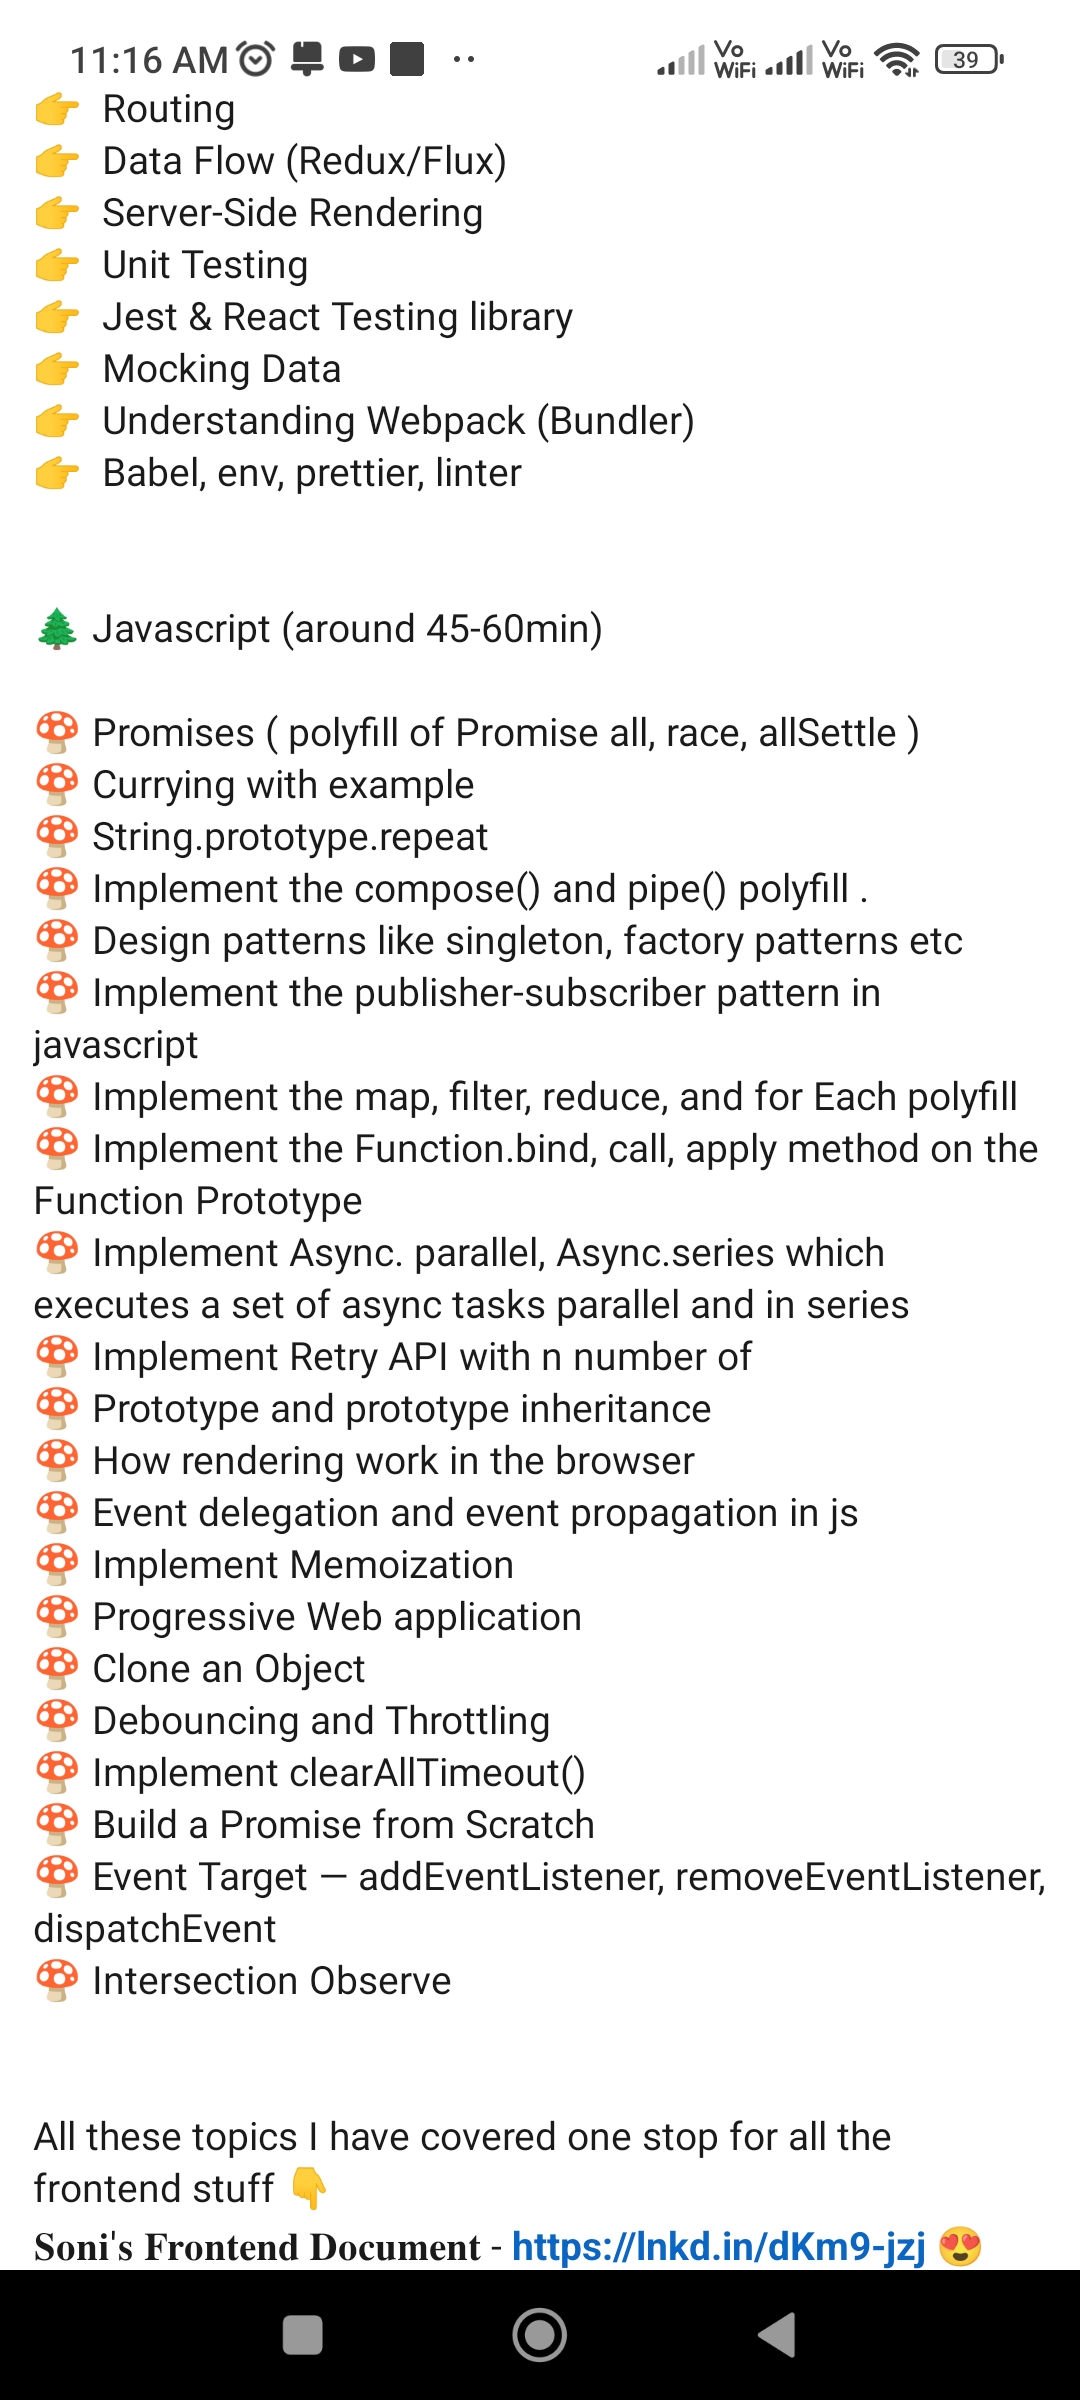 11:16 AM
Vo WiFi Vo WiFi 39
👉 Routing
👉 Data Flow (Redux/Flux)
👉 Server-Side Rendering
👉 Unit Testing
👉 Jest & React Testing library
👉 Mocking Data
👉 Understanding Webpack (Bundler)
👉 Babel, env, prettier, linter
🌲 Javascript (around 45-60min)
🍄 Promises ( polyfill of Promise all, race, allSettle )
🍄 Currying with example
🍄 String.prototype.repeat
🍄 Implement the compose() and pipe() polyfill .
🍄 Design patterns like singleton, factory patterns etc
🍄 Implement the publisher-subscriber pattern in
javascript
🍄 Implement the map, filter, reduce, and for Each polyfill
🍄 Implement the Function.bind, call, apply method on the
Function Prototype
🍄 Implement Async. parallel, Async.series which
executes a set of async tasks parallel and in series
🍄 Implement Retry API with n number of
🍄 Prototype and prototype inheritance
🍄 How rendering work in the browser
🍄 Event delegation and event propagation in js
🍄 Implement Memoization
🍄 Progressive Web application
🍄 Clone an Object
🍄 Debouncing and Throttling
🍄 Implement clearAllTimeout()
🍄 Build a Promise from Scratch
🍄 Event Target — addEventListener, removeEventListener,
dispatchEvent
🍄 Intersection Observe
All these topics I have covered one stop for all the
frontend stuff 👇
Soni's Frontend Document - https://lnkd.in/dKm9-jzj 😍